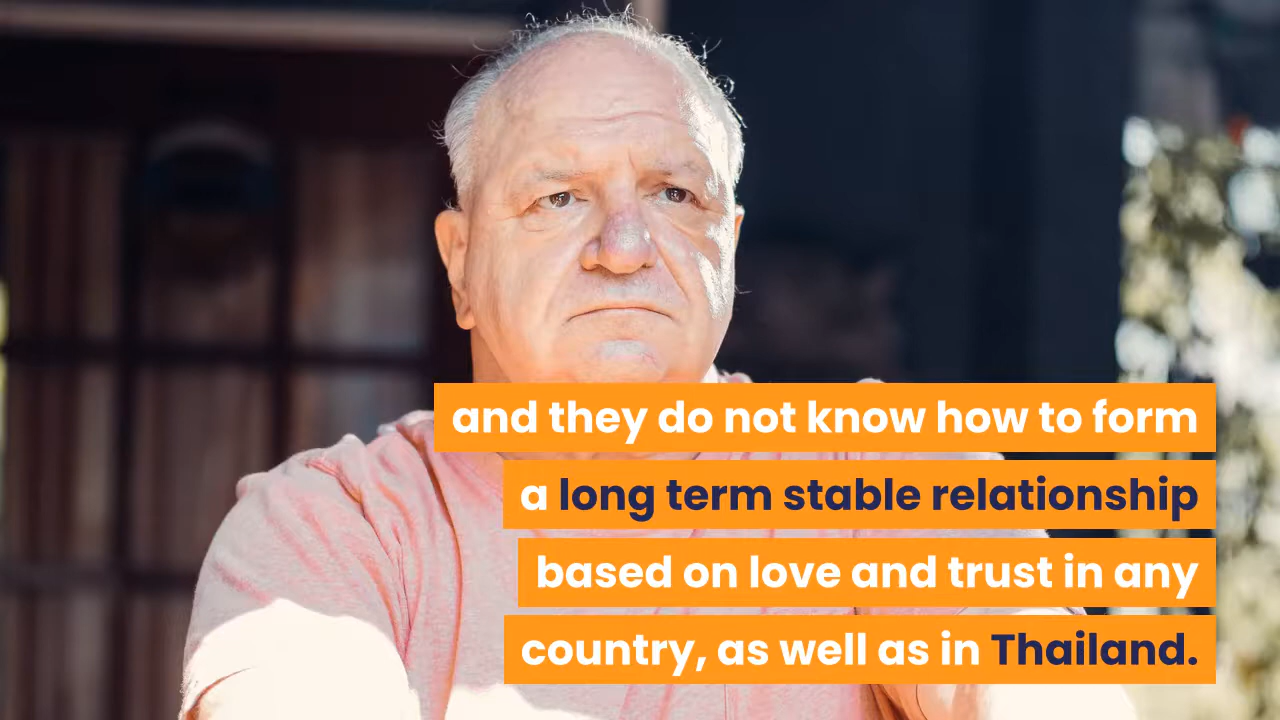 and they do not know how to form
a long term stable relationship
based on love and trust in any
country, as well as in Thailand.